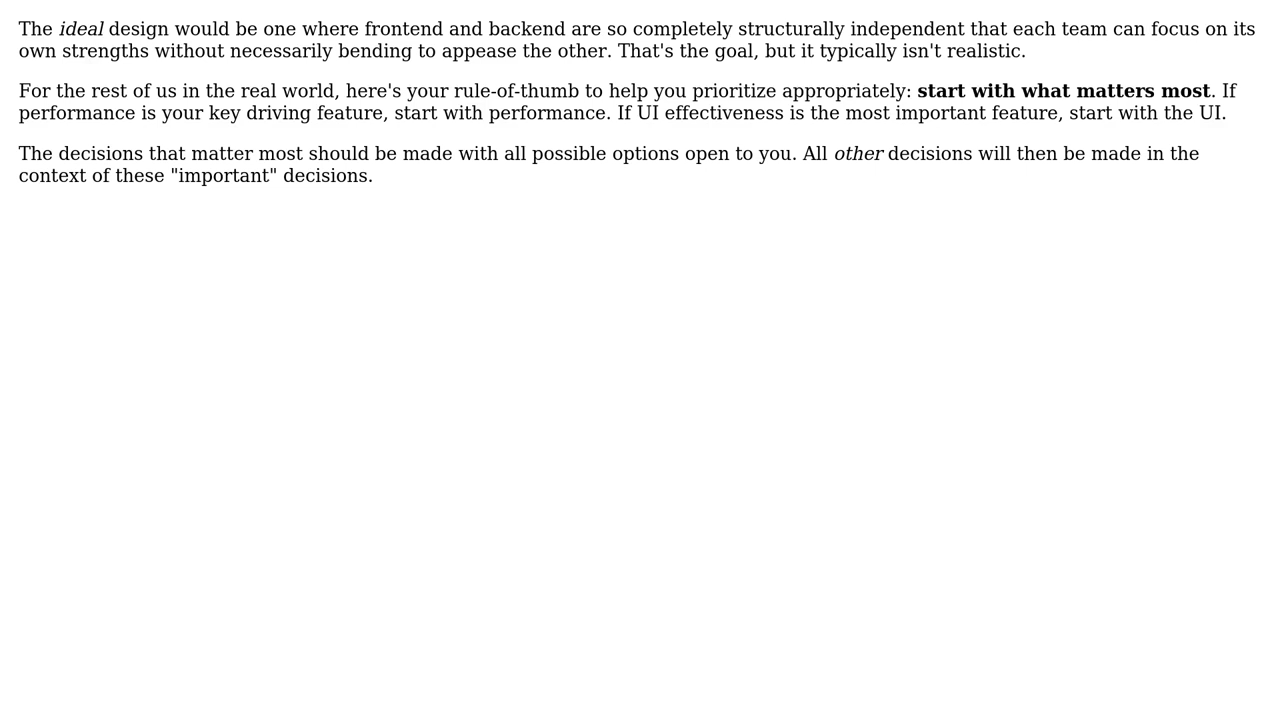 The ideal design would be one where frontend and backend are so completely structurally independent that each team can focus on its
own strengths without necessarily bending to appease the other. That's the goal, but it typically isn't realistic.
For the rest of us in the real world, here's your rule-of-thumb to help you prioritize appropriately: start with what matters most. If
performance is your key driving feature, start with performance. If UI effectiveness is the most important feature, start with the UI.
The decisions that matter most should be made with all possible options open to you. All other decisions will then be made in the
context of these "important" decisions.